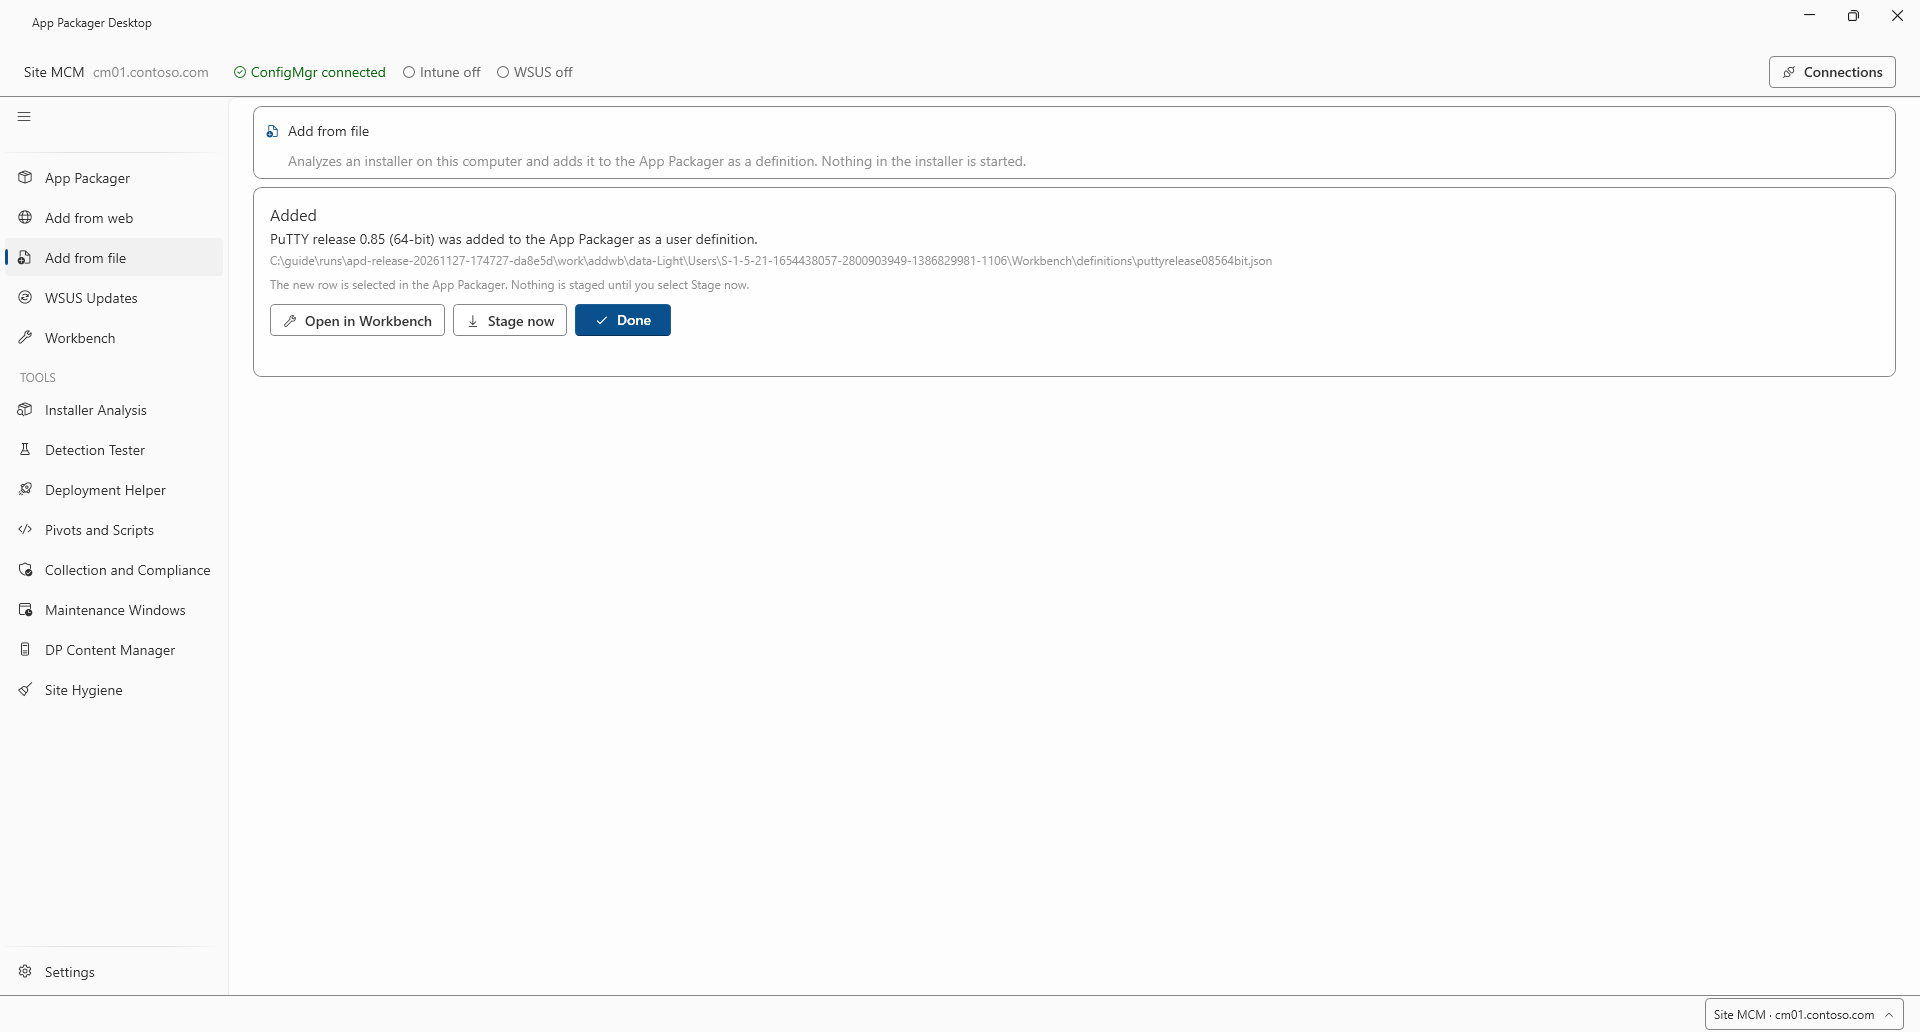 App Packager Desktop
Site MCM cm01.contoso.com ConfigMgr connected Intune off WSUS off Connections
Add from file
Analyzes an installer on this computer and adds it to the App Packager as a definition. Nothing in the installer is started.
App Packager
Add from web
Add from file
WSUS Updates
Workbench
TOOLS
Installer Analysis
Detection Tester
Deployment Helper
Pivots and Scripts
Collection and Compliance
Maintenance Windows
DP Content Manager
Site Hygiene
Settings
Added
PuTTY release 0.85 (64-bit) was added to the App Packager as a user definition.
C:\guide\runs\apd-release-20261127-174727-da8e5d\work\addwb\data-Light\Users\S-1-5-21-1654438057-2800903949-1386829981-1106\Workbench\definitions\puttyrelease08564bit.json
The new row is selected in the App Packager. Nothing is staged until you select Stage now.
Open in Workbench Stage now Done
Site MCM · cm01.contoso.com